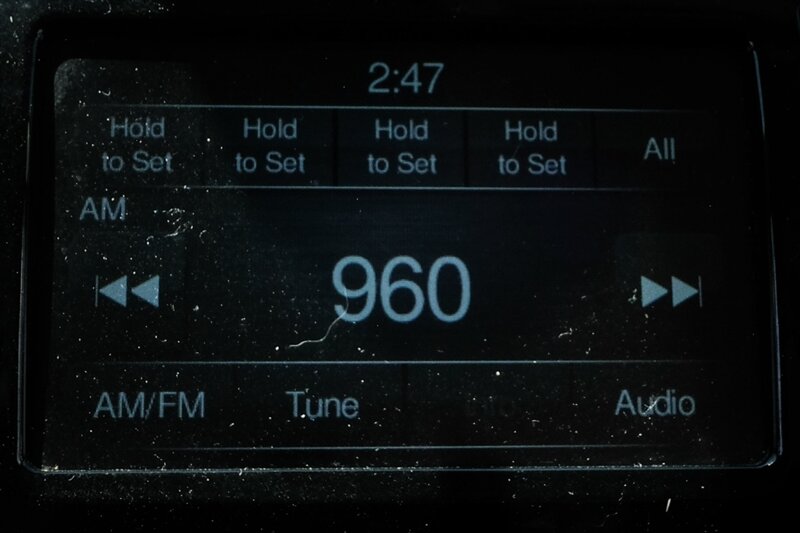 2:47
Hold to Set
Hold to Set
Hold to Set
Hold to Set
All
AM
960
AM/FM
Tune
Audio